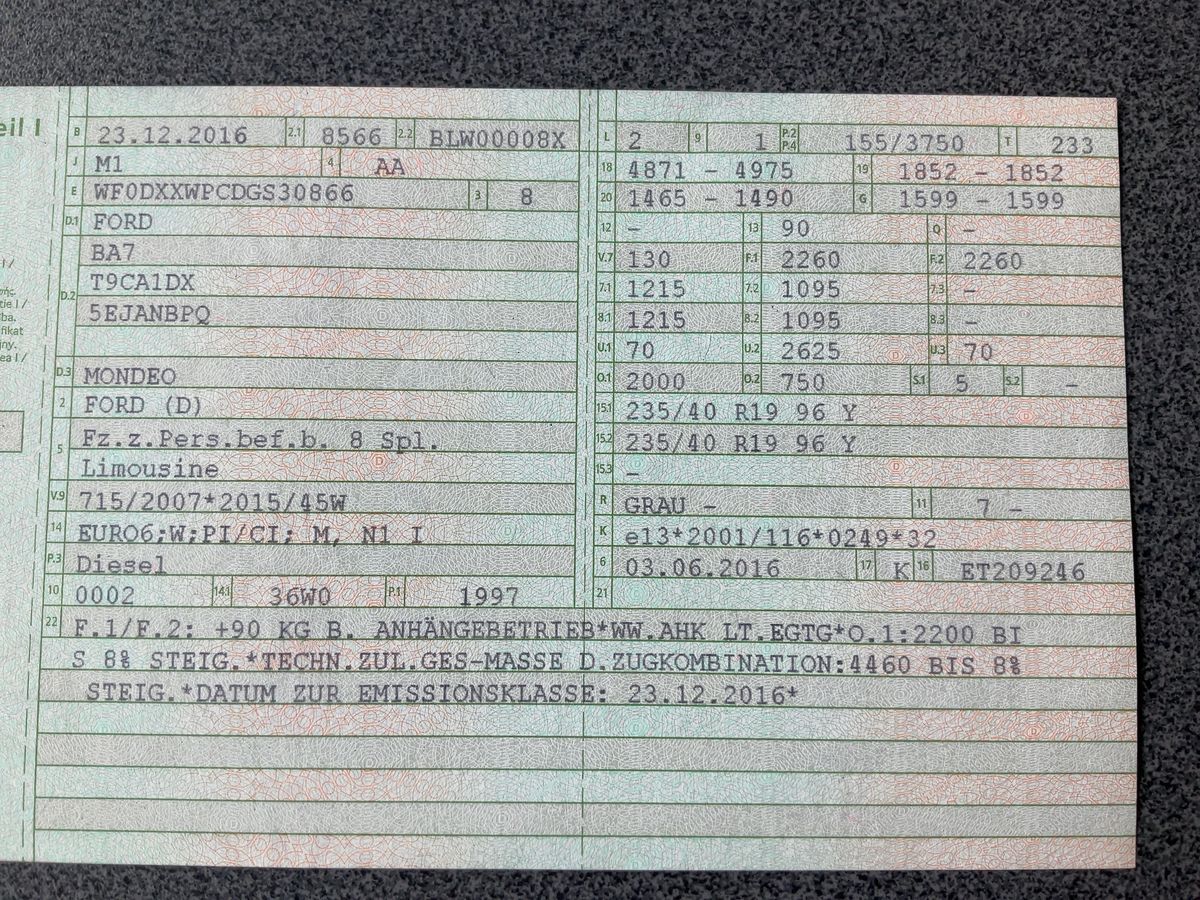 eil I
B 23.12.2016 2.1 8566 2.2 BLW00008X
J M1 4 AA
E WF0DXXWPCDGS30866 3 8
D.1 FORD
BA7
D.2 T9CA1DX
5EJANBPQ
D.3 MONDEO
2 FORD (D)
5 Fz.z.Pers.bef.b. 8 Spl.
Limousine
V.9 715/2007*2015/45W
14 EURO6;W;PI/CI; M, N1 I
P.3 Diesel
10 0002 14.1 36W0 P.1 1997
L 2 9 1 P.2 P.4 155/3750 T 233
18 4871 - 4975 19 1852 - 1852
20 1465 - 1490 G 1599 - 1599
12 - 13 90 Q -
V.7 130 F.1 2260 F.2 2260
7.1 1215 7.2 1095 7.3 -
8.1 1215 8.2 1095 8.3 -
U.1 70 U.2 2625 U.3 70
O.1 2000 O.2 750 S.1 5 S.2 -
15.1 235/40 R19 96 Y
15.2 235/40 R19 96 Y
15.3 -
R GRAU - 11 7 -
K e13*2001/116*0249*32
6 03.06.2016 17 K 16 ET209246
21
22 F.1/F.2: +90 KG B. ANHÄNGEBETRIEB*WW.AHK LT.EGTG*O.1:2200 BI
S 8% STEIG.*TECHN.ZUL.GES-MASSE D.ZUGKOMBINATION:4460 BIS 8%
STEIG.*DATUM ZUR EMISSIONSKLASSE: 23.12.2016*